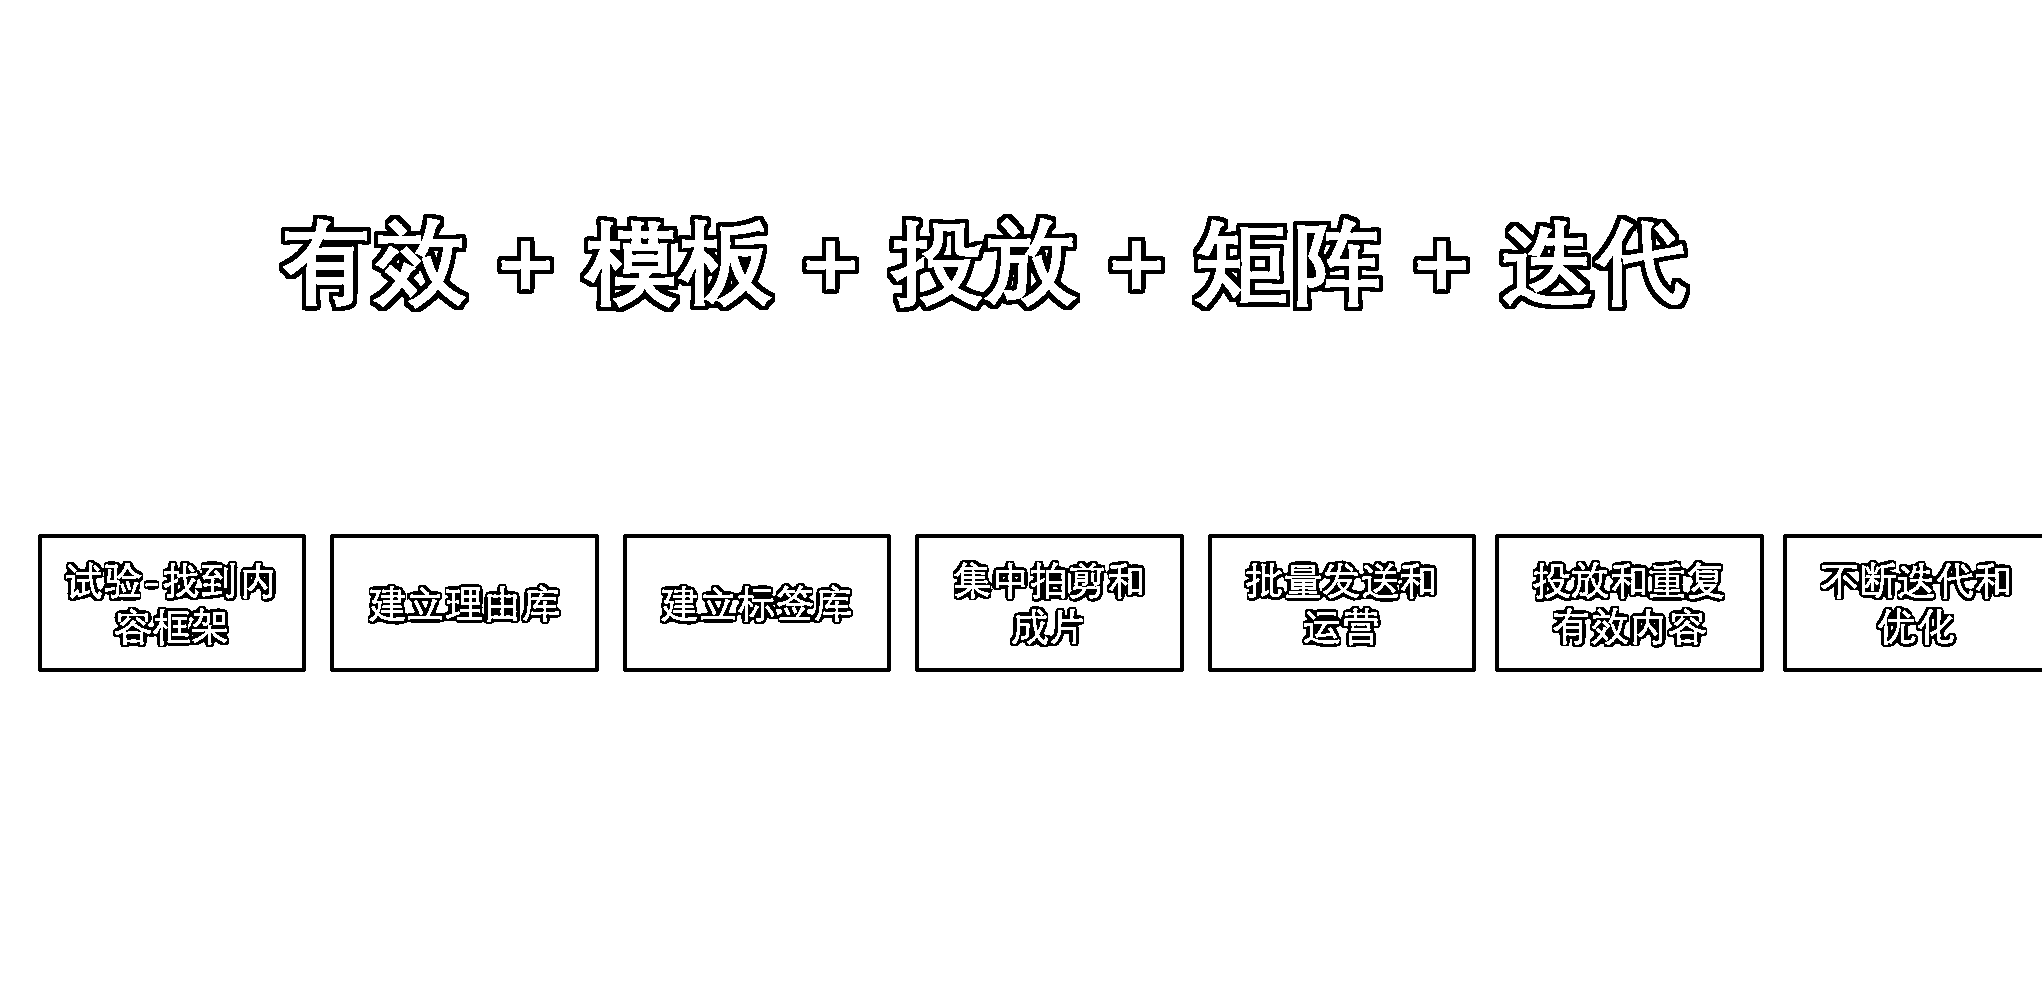 有效 + 模板 + 投放 + 矩阵 + 迭代
试验-找到内
容框架
建立理由库
建立标签库
集中拍剪和
成片
批量发送和
运营
投放和重复
有效内容
不断迭代和
优化